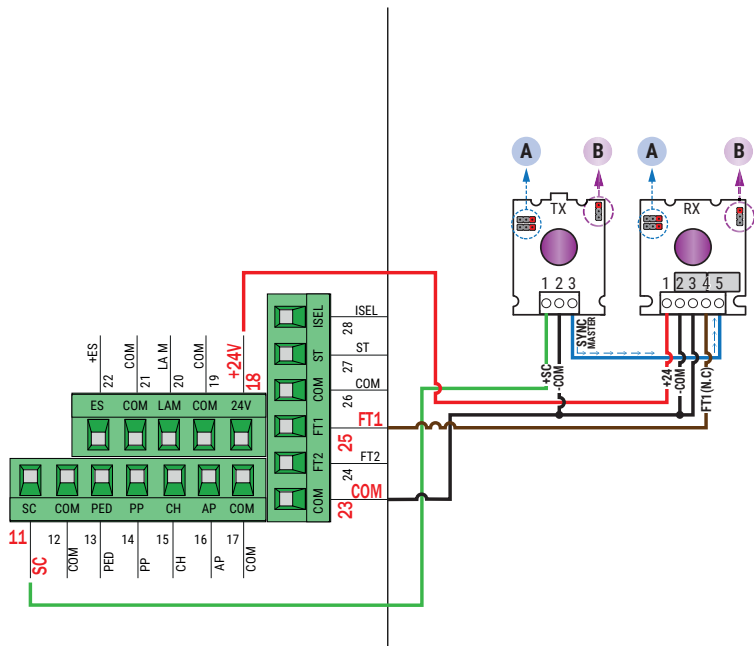 A B A B
TX RX
1 2 3
1 2 3 4 5
SYNC
MASTER
+SC
-COM
+24
-COM
FT1(N.C)
ISEL
ISEL
28
ST
ST
27
COM
COM
26
FT1
FT1
25
FT2
FT2
24
COM
COM
23
+ES
22
COM
21
LA M
20
COM
19
+24V
18
ES COM LAM COM 24V
SC COM PED PP CH AP COM
11
SC
12
COM
13
PED
14
PP
15
CH
16
AP
17
COM